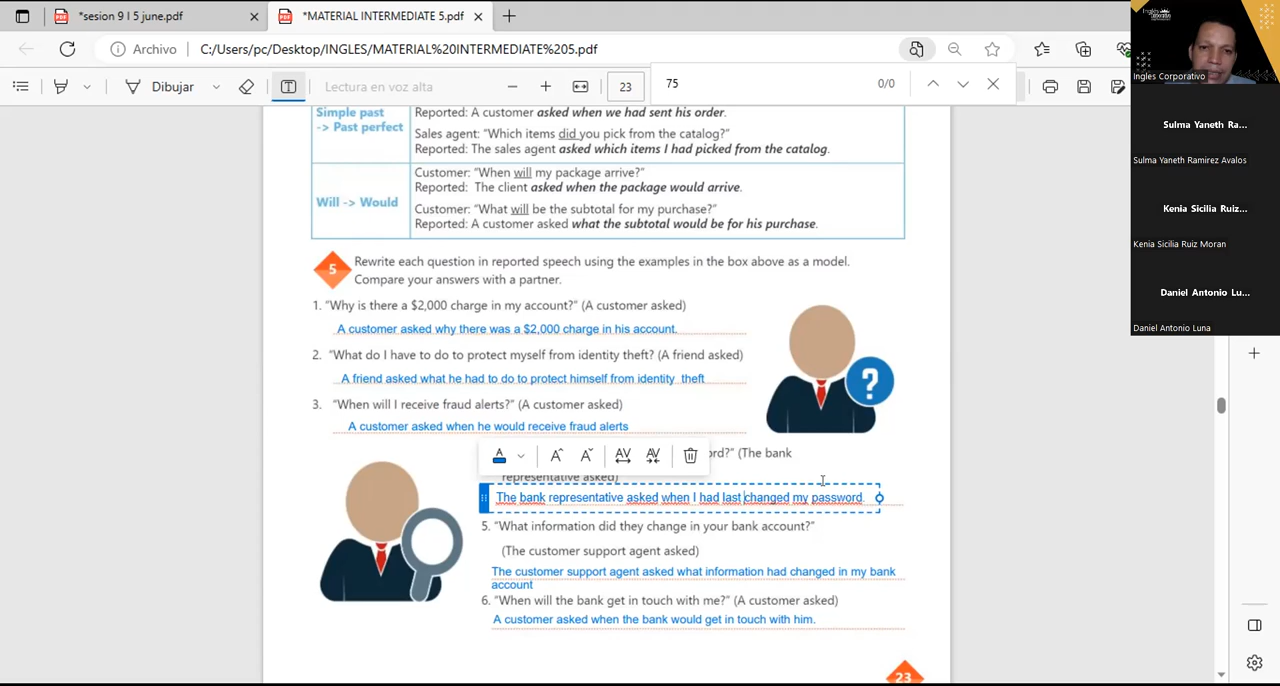 *sesion 9 I 5 june.pdf
*MATERIAL INTERMEDIATE 5.pdf
Archivo
C:/Users/pc/Desktop/INGLES/MATERIAL%20INTERMEDIATE%205.pdf
Dibujar
Lectura en voz alta
23
75
0/0
Ingles Corporativo
Sulma Yaneth Ra...
Sulma Yaneth Ramirez Avalos
Kenia Sicilia Ruiz...
Kenia Sicilia Ruiz Moran
Daniel Antonio Lu...
Daniel Antonio Luna
Simple past
-> Past perfect
Reported: A customer asked when we had sent his order.
Sales agent: "Which items did you pick from the catalog?"
Reported: The sales agent asked which items I had picked from the catalog.
Will -> Would
Customer: "When will my package arrive?"
Reported: The client asked when the package would arrive.
Customer: "What will be the subtotal for my purchase?"
Reported: A customer asked what the subtotal would be for his purchase.
5
Rewrite each question in reported speech using the examples in the box above as a model.
Compare your answers with a partner.
1. "Why is there a $2,000 charge in my account?" (A customer asked)
A customer asked why there was a $2,000 charge in his account.
2. "What do I have to do to protect myself from identity theft? (A friend asked)
A friend asked what he had to do to protect himself from identity theft
3. "When will I receive fraud alerts?" (A customer asked)
A customer asked when he would receive fraud alerts
ord?" (The bank
representative asked)
The bank representative asked when I had last changed my password.
5. "What information did they change in your bank account?"
(The customer support agent asked)
The customer support agent asked what information had changed in my bank
account
6. "When will the bank get in touch with me?" (A customer asked)
A customer asked when the bank would get in touch with him.
23